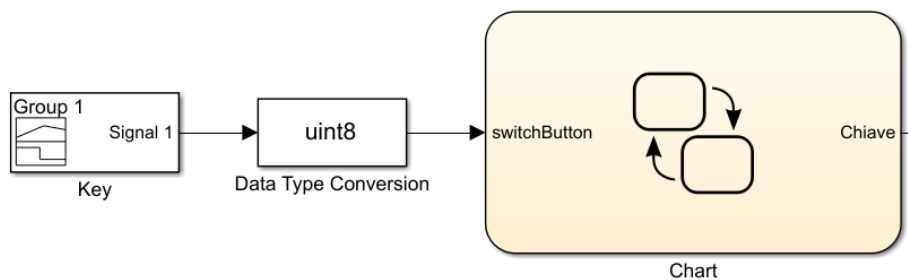 Group 1
Signal 1
Key
uint8
Data Type Conversion
switchButton
Chiave
Chart